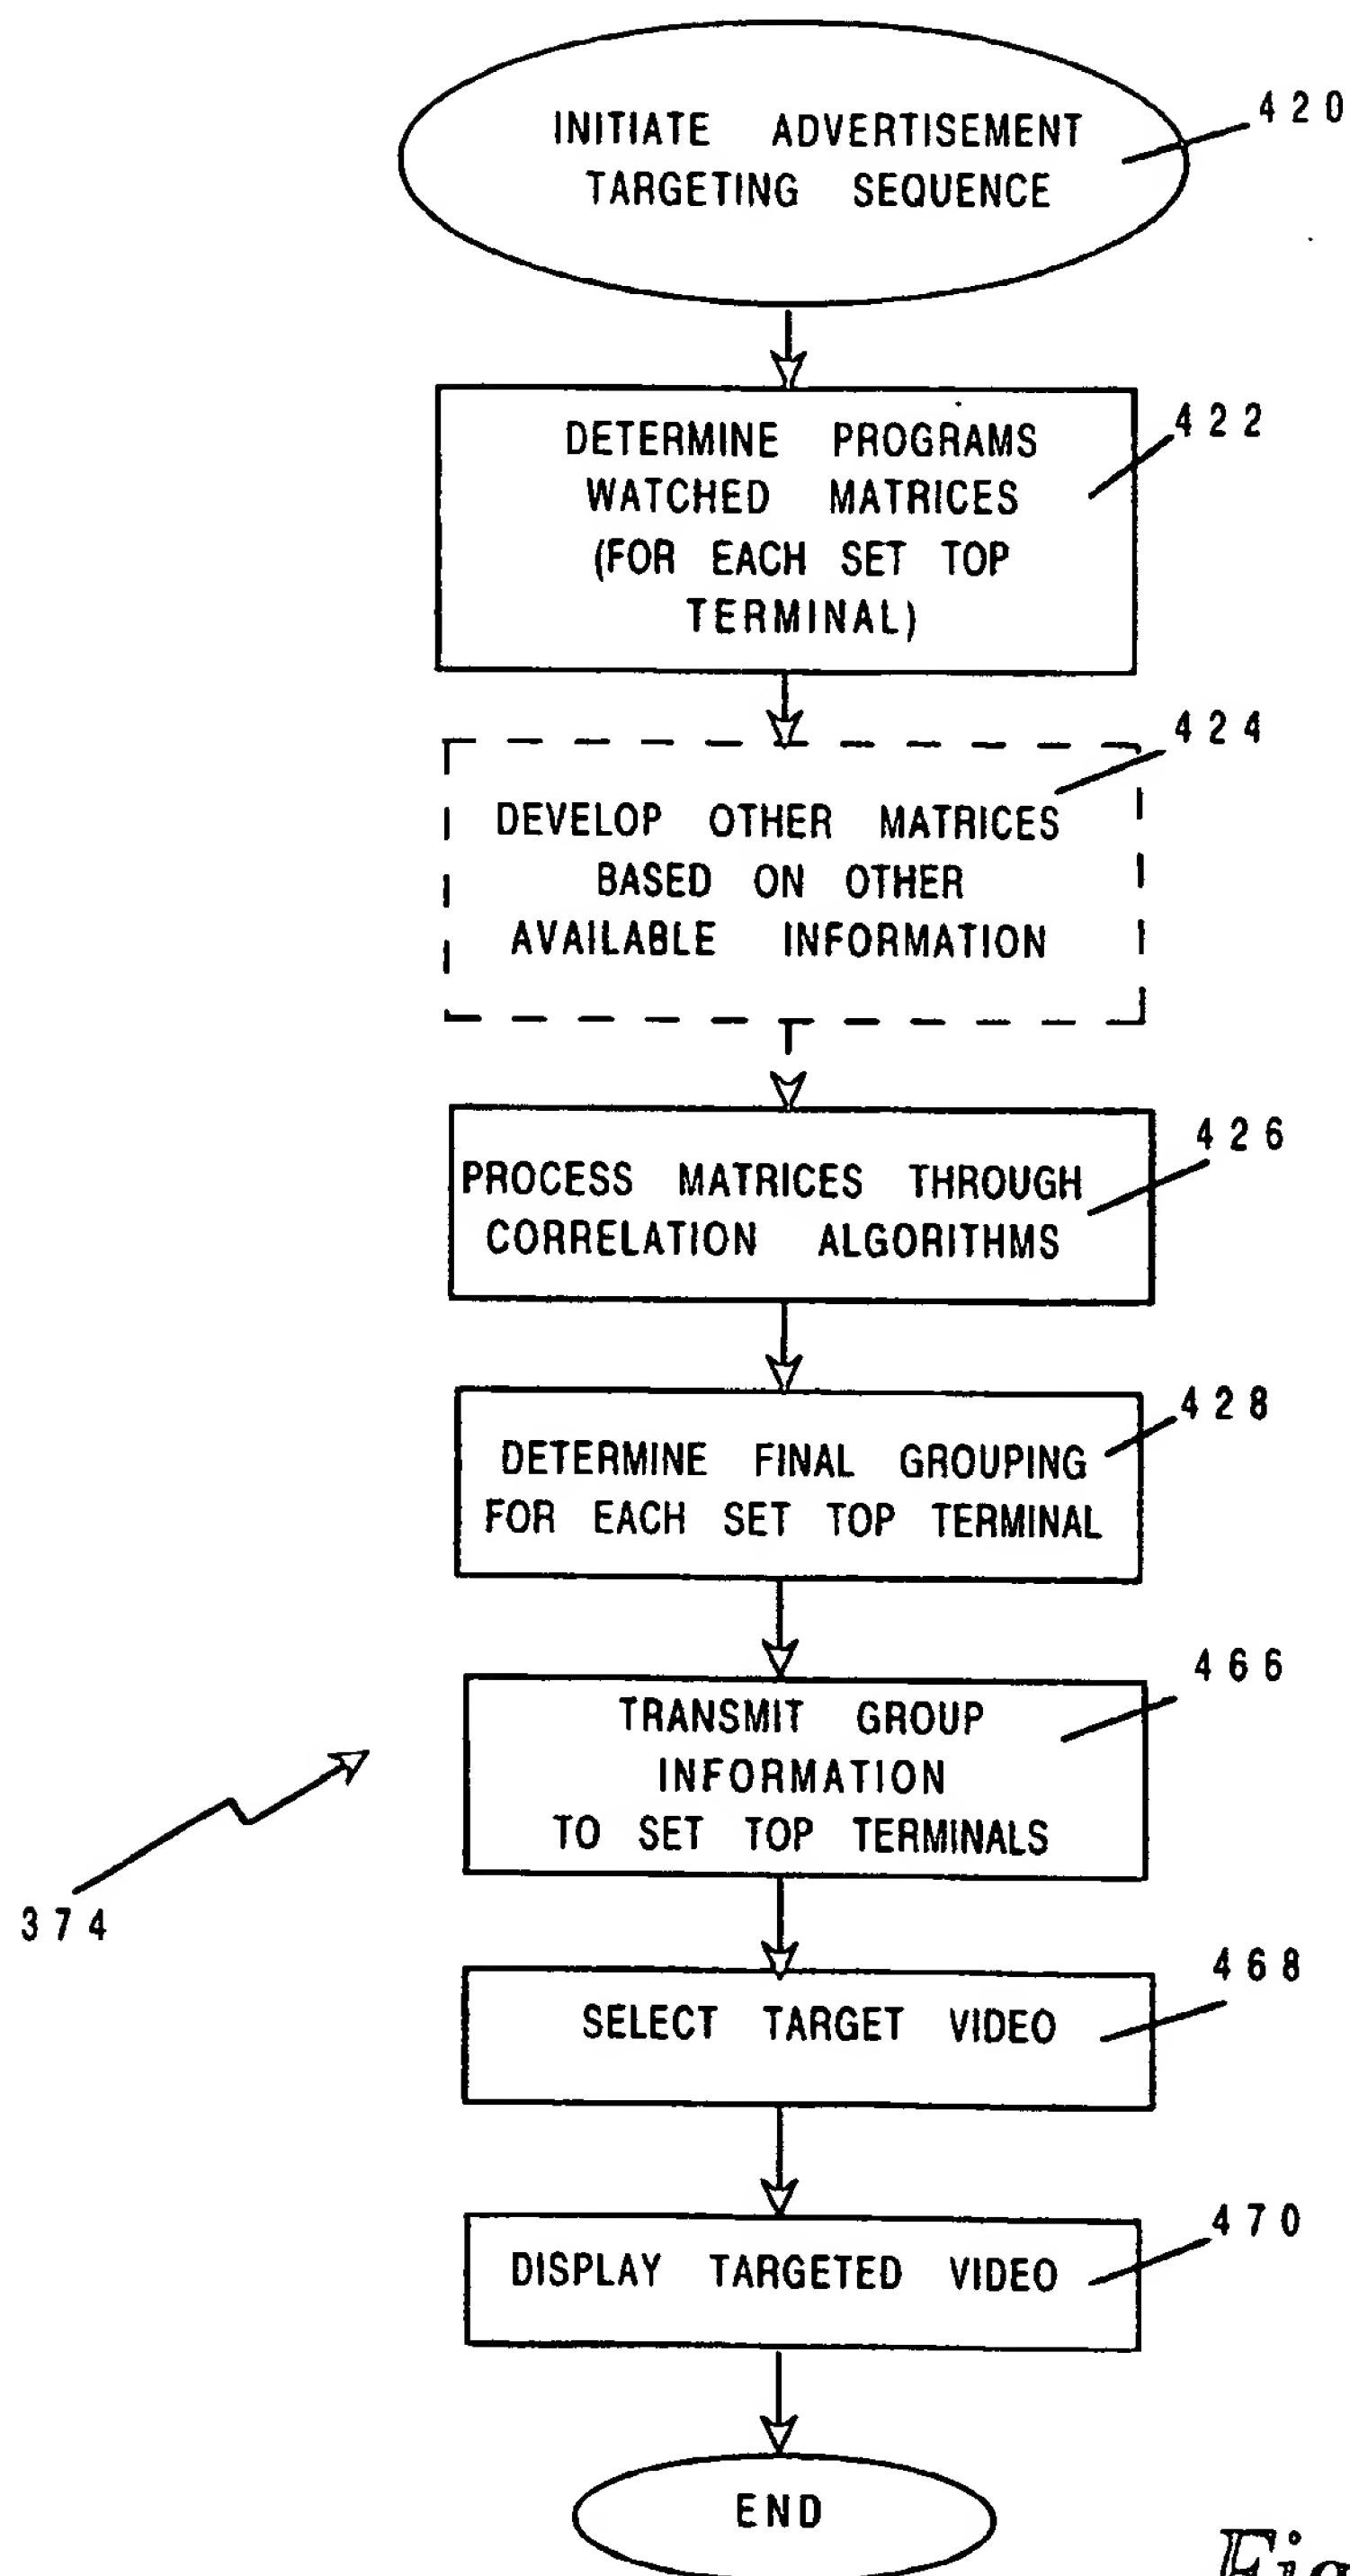 INITIATE ADVERTISEMENT
TARGETING SEQUENCE
420
DETERMINE PROGRAMS
WATCHED MATRICES
(FOR EACH SET TOP
TERMINAL)
422
424
DEVELOP OTHER MATRICES
BASED ON OTHER
AVAILABLE INFORMATION
426
PROCESS MATRICES THROUGH
CORRELATION ALGORITHMS
428
DETERMINE FINAL GROUPING
FOR EACH SET TOP TERMINAL
466
TRANSMIT GROUP
INFORMATION
TO SET TOP TERMINALS
374
468
SELECT TARGET VIDEO
470
DISPLAY TARGETED VIDEO
END